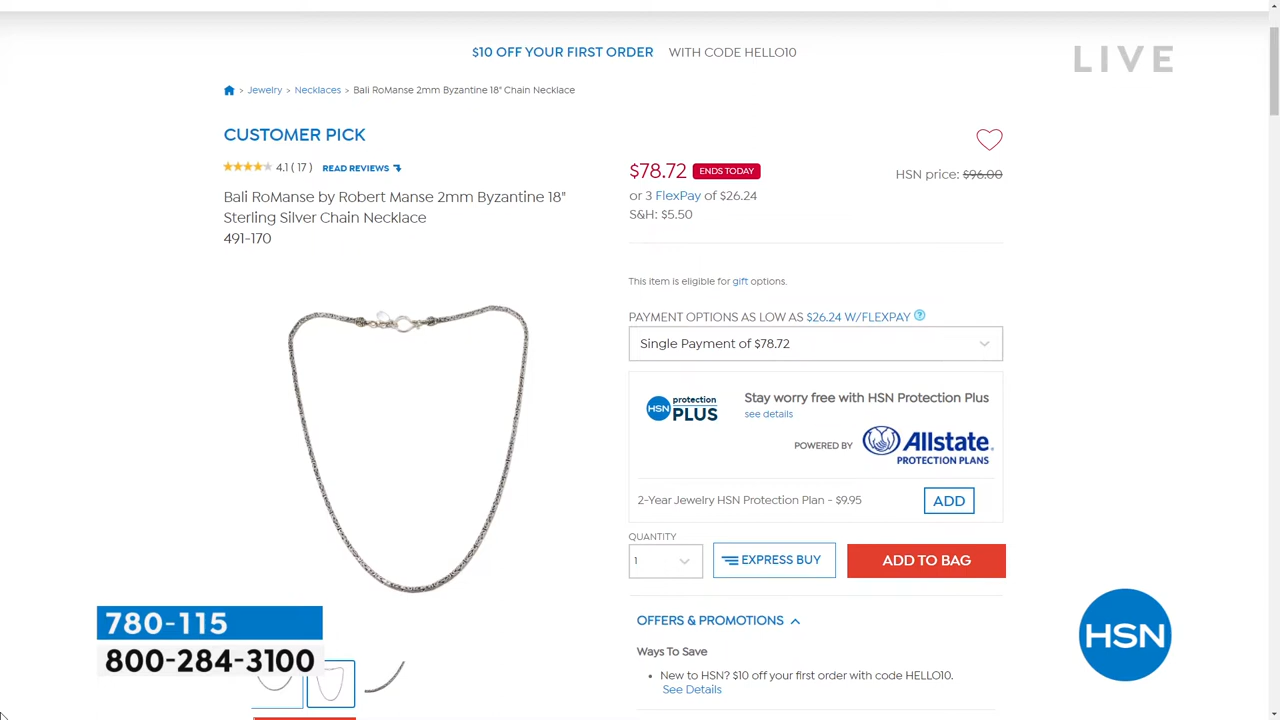 $10 OFF YOUR FIRST ORDER WITH CODE HELLO10
LIVE
Jewelry > Necklaces > Bali RoManse 2mm Byzantine 18" Chain Necklace
CUSTOMER PICK
4.1 ( 17 ) READ REVIEWS
Bali RoManse by Robert Manse 2mm Byzantine 18"
Sterling Silver Chain Necklace
491-170
$78.72 ENDS TODAY
HSN price: $96.00
or 3 FlexPay of $26.24
S&H: $5.50
This item is eligible for gift options.
PAYMENT OPTIONS AS LOW AS $26.24 W/FLEXPAY ?
Single Payment of $78.72
HSN protection PLUS
Stay worry free with HSN Protection Plus
see details
POWERED BY Allstate.
PROTECTION PLANS
2-Year Jewelry HSN Protection Plan - $9.95 ADD
QUANTITY
1
EXPRESS BUY
ADD TO BAG
OFFERS & PROMOTIONS
Ways To Save
• New to HSN? $10 off your first order with code HELLO10.
See Details
780-115
800-284-3100
HSN